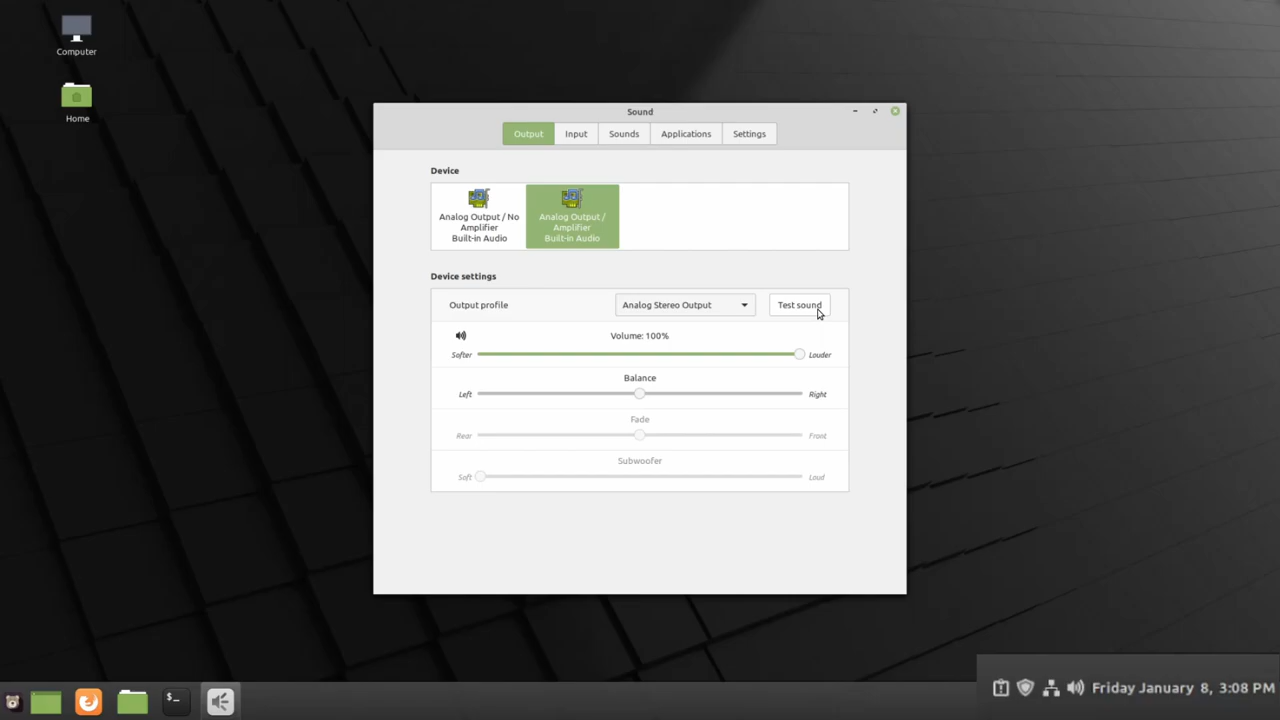 Computer
Home
Sound
Output
Input
Sounds
Applications
Settings
Device
Analog Output / No
Amplifier
Built-in Audio
Analog Output /
Amplifier
Built-in Audio
Device settings
Output profile
Analog Stereo Output
Test sound
Volume: 100%
Softer
Louder
Balance
Left
Right
Fade
Rear
Front
Subwoofer
Soft
Loud
>_
Friday January 8, 3:08 PM